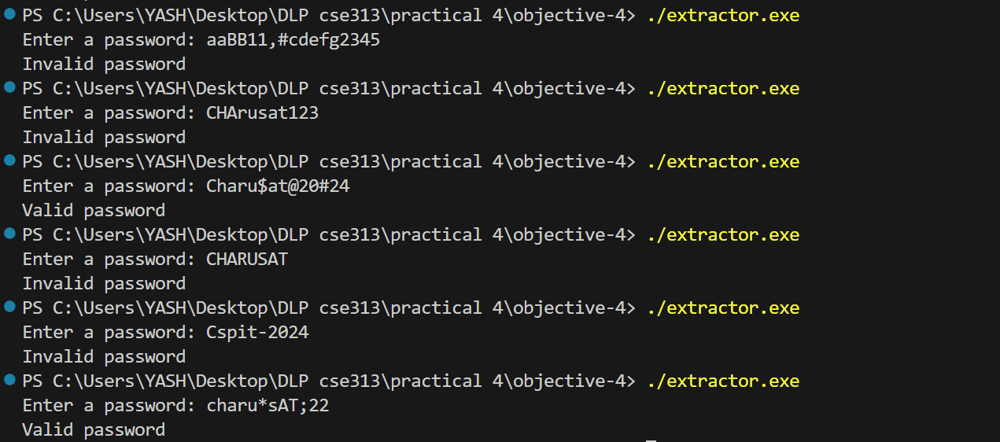 PS C:\Users\YASH\Desktop\DLP cse313\practical 4\objective-4> ./extractor.exe
Enter a password: aaBB11,#cdefg2345
Invalid password
PS C:\Users\YASH\Desktop\DLP cse313\practical 4\objective-4> ./extractor.exe
Enter a password: CHArusat123
Invalid password
PS C:\Users\YASH\Desktop\DLP cse313\practical 4\objective-4> ./extractor.exe
Enter a password: Charu$at@20#24
Valid password
PS C:\Users\YASH\Desktop\DLP cse313\practical 4\objective-4> ./extractor.exe
Enter a password: CHARUSAT
Invalid password
PS C:\Users\YASH\Desktop\DLP cse313\practical 4\objective-4> ./extractor.exe
Enter a password: Cspit-2024
Invalid password
PS C:\Users\YASH\Desktop\DLP cse313\practical 4\objective-4> ./extractor.exe
Enter a password: charu*sAT;22
Valid password